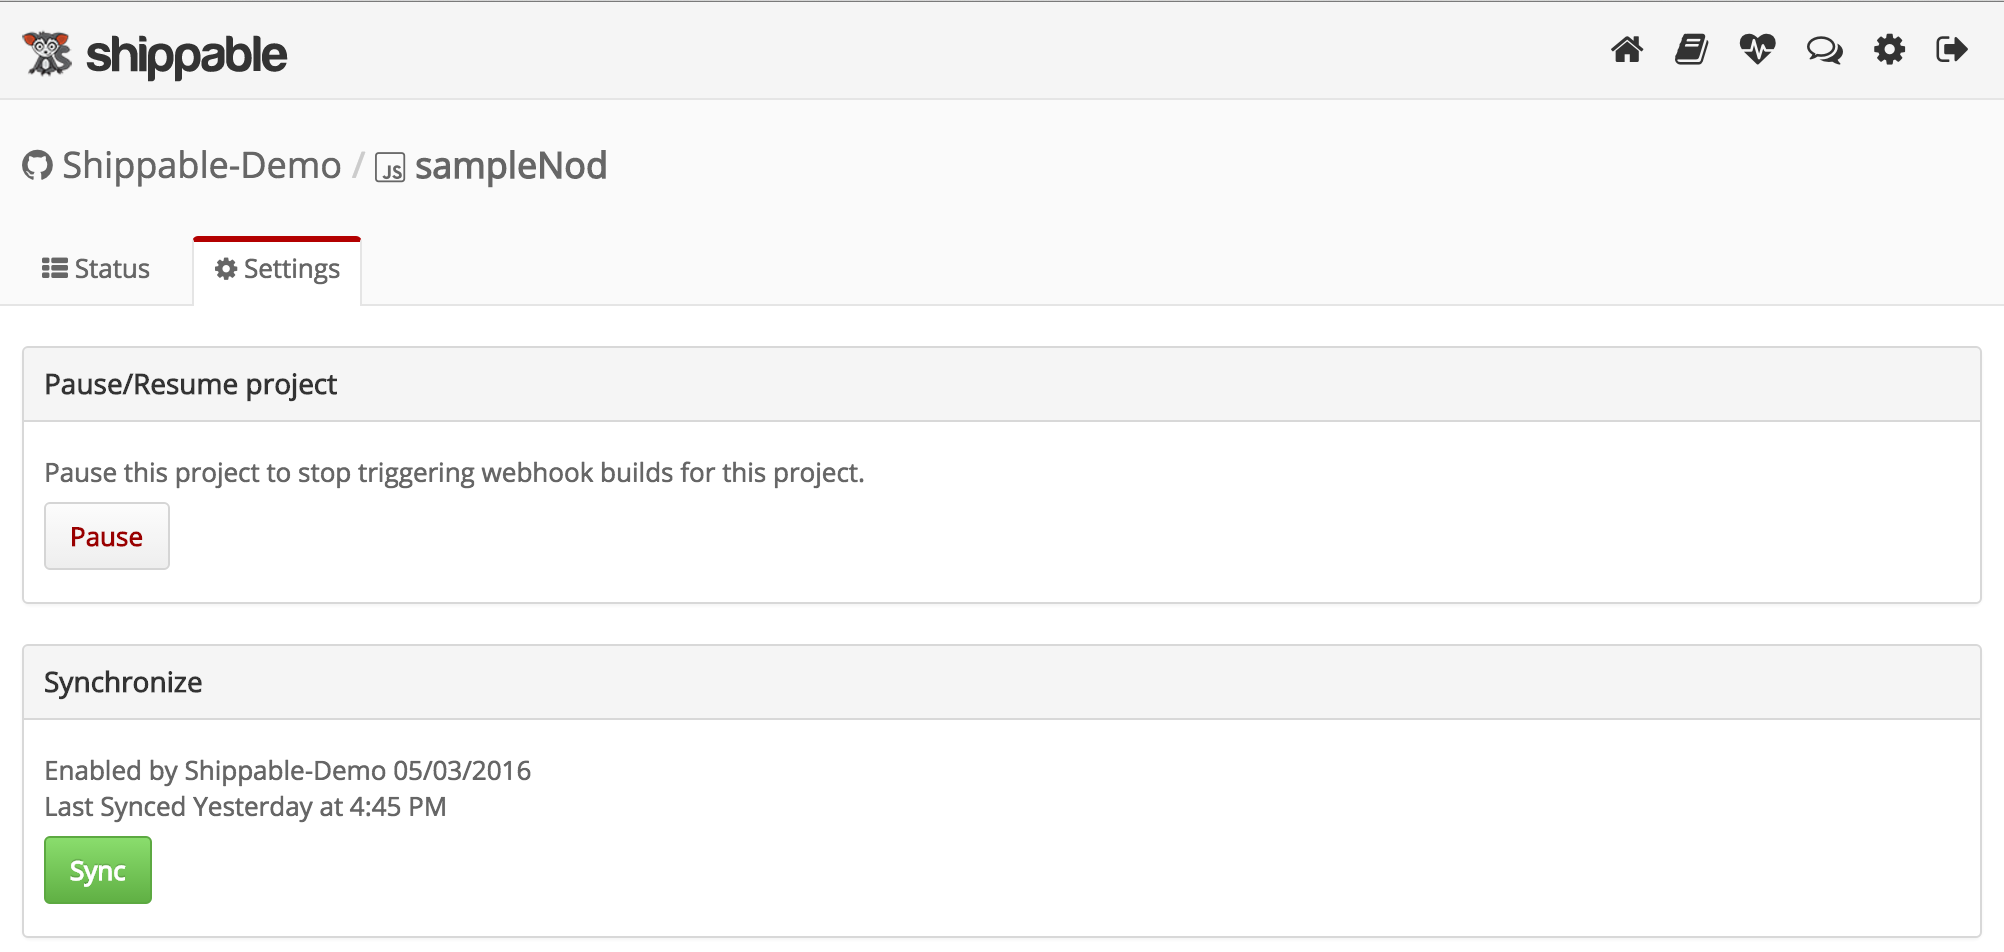 shippable
Shippable-Demo / JS sampleNod
Status Settings
Pause/Resume project
Pause this project to stop triggering webhook builds for this project.
Pause
Synchronize
Enabled by Shippable-Demo 05/03/2016
Last Synced Yesterday at 4:45 PM
Sync